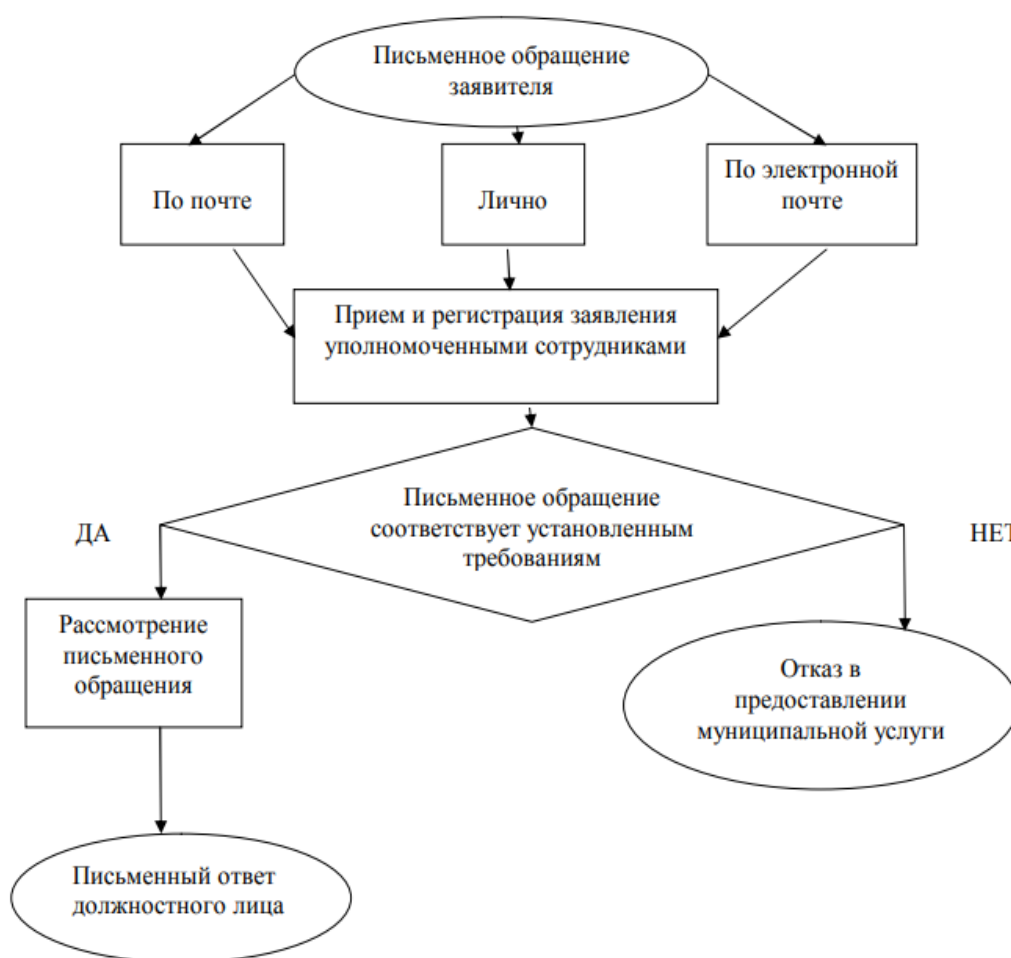 Письменное обращение
заявителя
По почте
Лично
По электронной
почте
Прием и регистрация заявления
уполномоченными сотрудниками
Письменное обращение
соответствует установленным
требованиям
ДА
НЕТ
Рассмотрение
письменного
обращения
Отказ в
предоставлении
муниципальной услуги
Письменный ответ
должностного лица